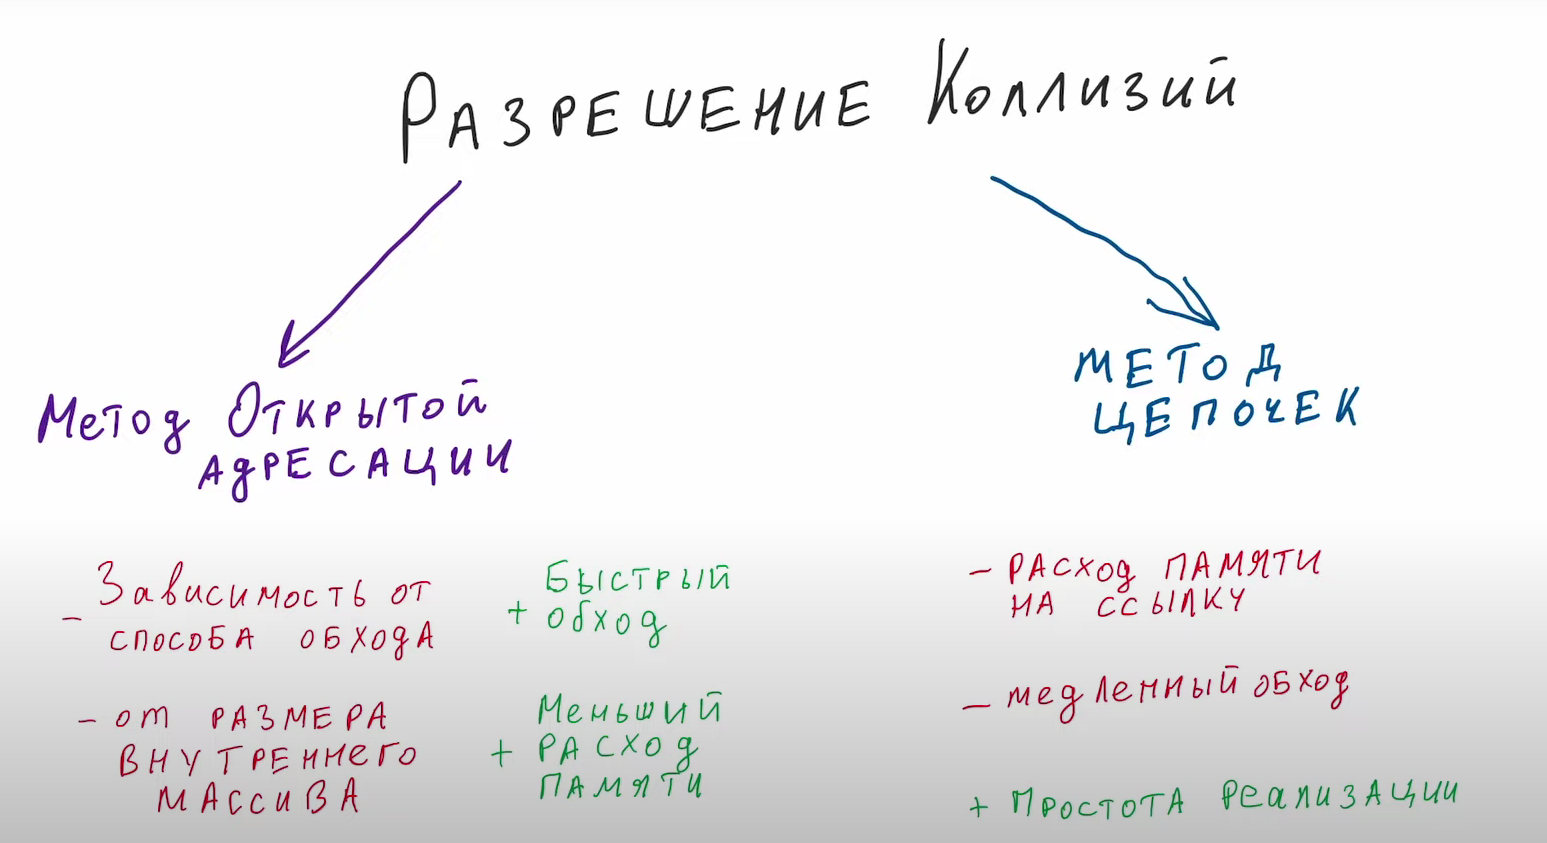 Разрешение Коллизий
Метод Открытой
адресации
Метод
цепочек
- Зависимость от
способа обхода
- от размера
внутреннего
массива
+ Быстрый
обход
+ Меньший
расход
памяти
- расход памяти
на ссылку
- медленный обход
+ Простота реализации